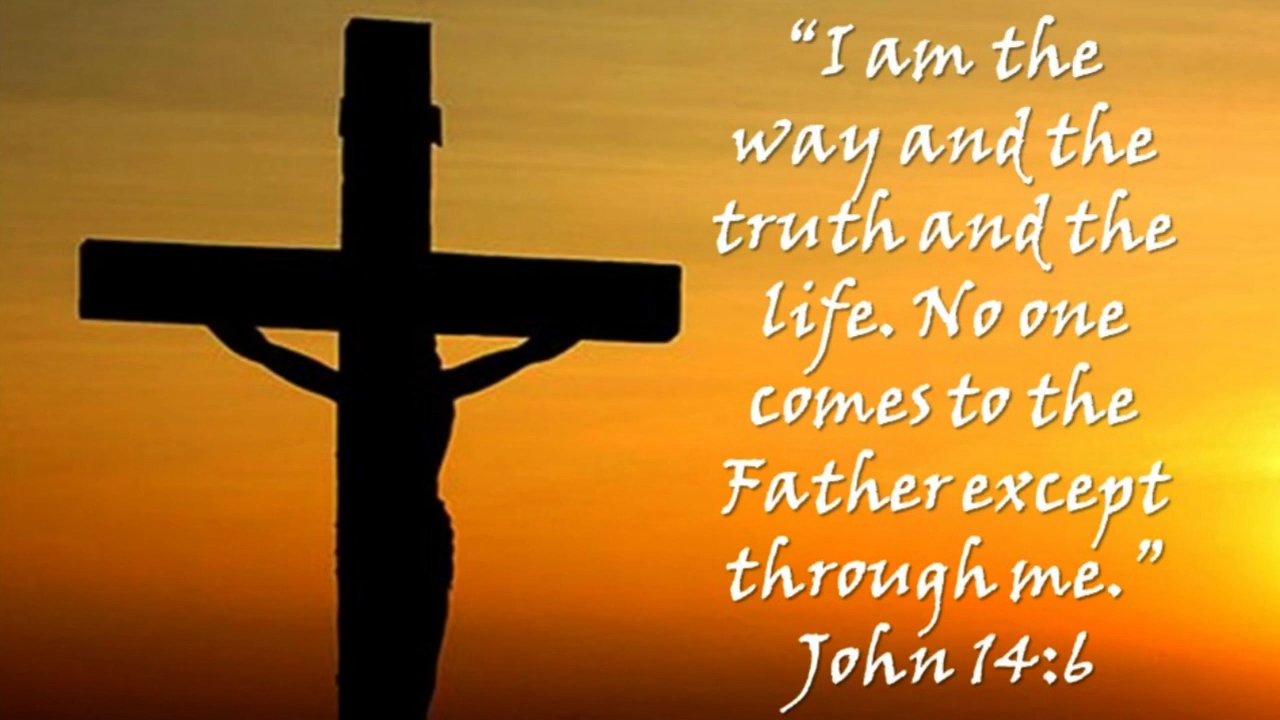 “I am the
way and the
truth and the
life. No one
comes to the
Father except
through me.”
John 14:6